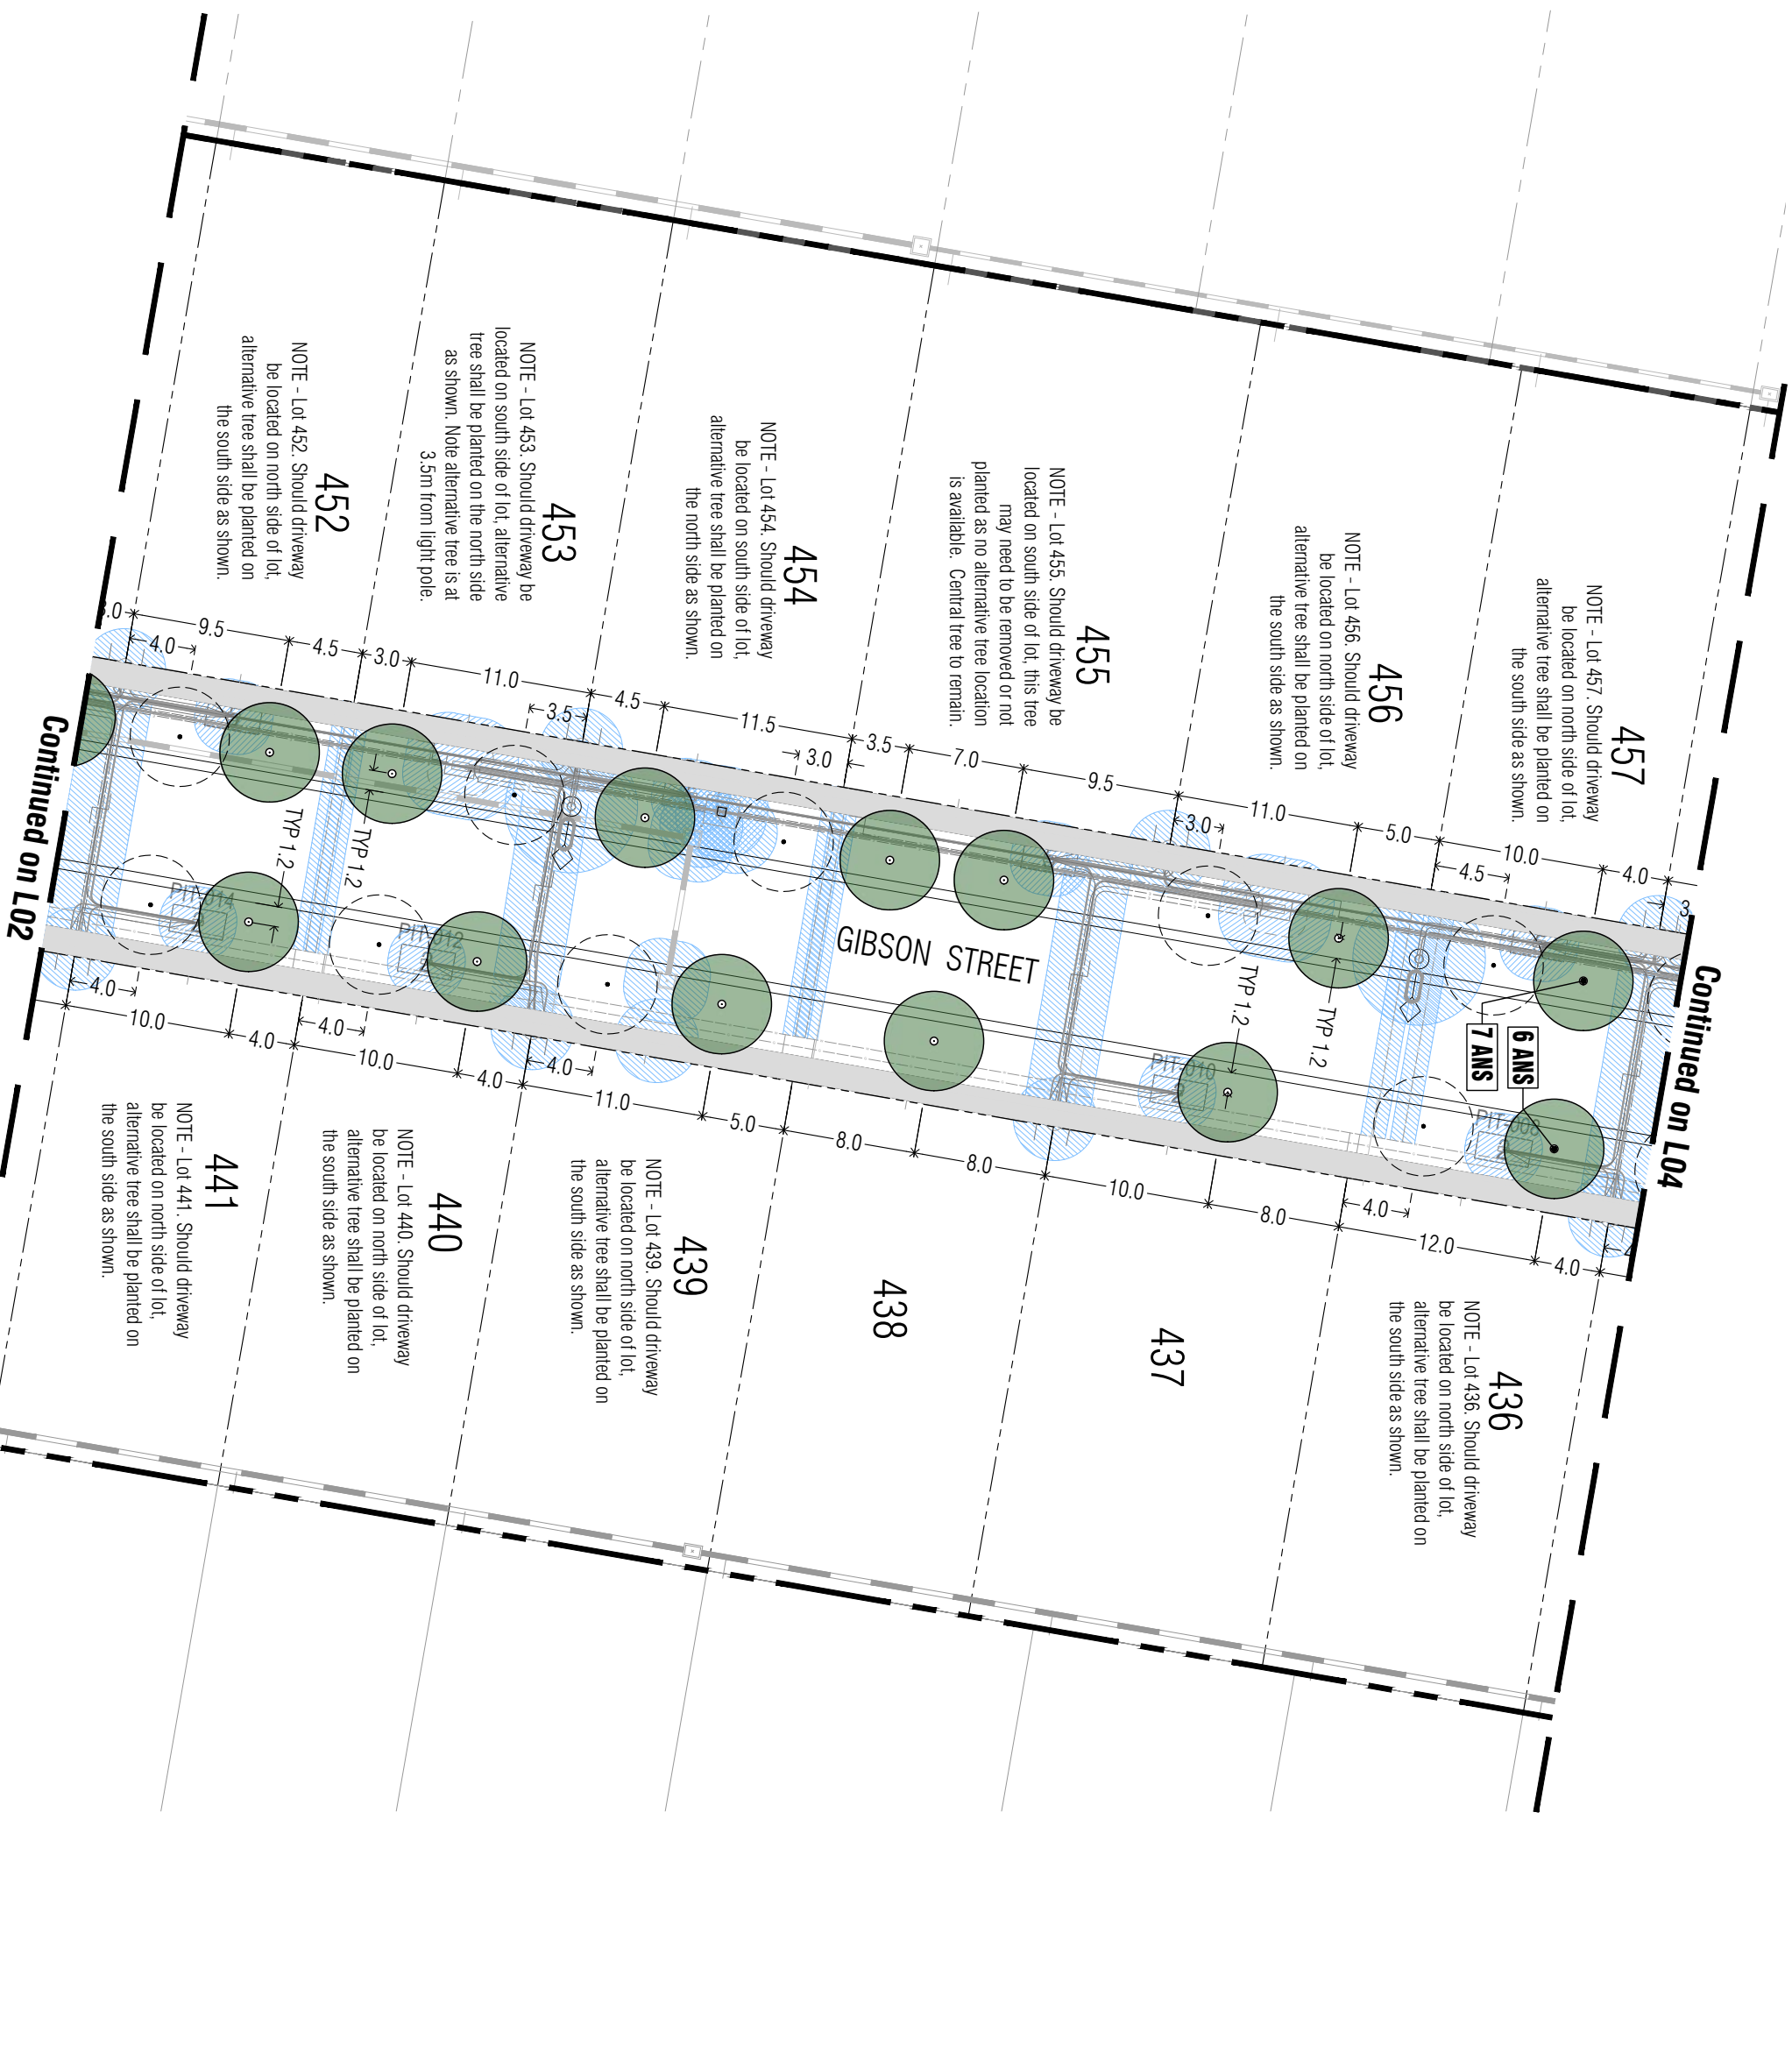 452
NOTE - Lot 452. Should driveway
be located on north side of lot,
alternative tree shall be planted on
the south side as shown.
453
NOTE - Lot 453. Should driveway be
located on south side of lot, alternative
tree shall be planted on the north side
as shown. Note alternative tree is at
3.5m from light pole.
454
NOTE - Lot 454. Should driveway
be located on south side of lot,
alternative tree shall be planted on
the north side as shown.
455
NOTE - Lot 455. Should driveway be
located on south side of lot, this tree
may need to be removed or not
planted as no alternative tree location
is available. Central tree to remain.
456
NOTE - Lot 456. Should driveway
be located on north side of lot,
alternative tree shall be planted on
the south side as shown.
457
NOTE - Lot 457. Should driveway
be located on north side of lot,
alternative tree shall be planted on
the south side as shown.
9.5
4.5
3.0
11.0
4.5
11.5
3.5
7.0
9.5
11.0
5.0
10.0
4.0
4.0
3.5
3.0
3.0
4.5
Continued on L02
Continued on L04
TYP 1.2
TYP 1.2
GIBSON STREET
TYP 1.2
TYP 1.2
7 ANS
6 ANS
PIT-014
PIT-012
PIT-010
4.0
10.0
4.0
4.0
10.0
4.0
4.0
11.0
5.0
8.0
8.0
10.0
8.0
4.0
12.0
4.0
441
NOTE - Lot 441. Should driveway
be located on north side of lot,
alternative tree shall be planted on
the south side as shown.
440
NOTE - Lot 440. Should driveway
be located on north side of lot,
alternative tree shall be planted on
the south side as shown.
439
NOTE - Lot 439. Should driveway
be located on north side of lot,
alternative tree shall be planted on
the south side as shown.
438
437
436
NOTE - Lot 436. Should driveway
be located on north side of lot,
alternative tree shall be planted on
the south side as shown.